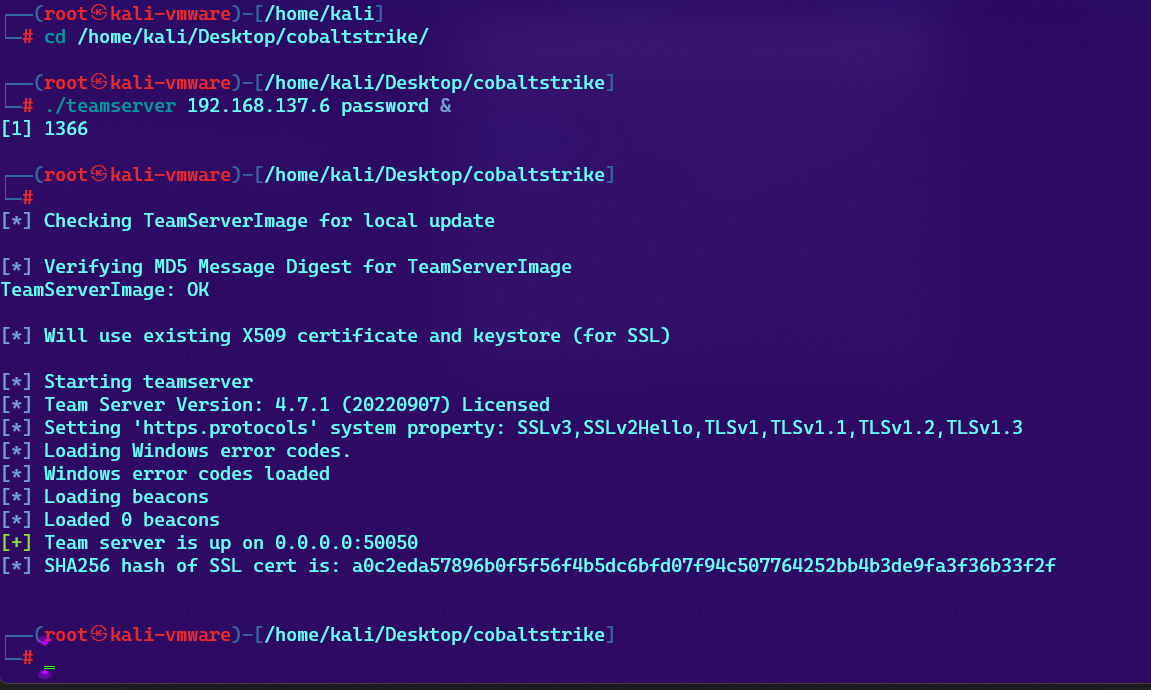 ┌──(root㉿kali-vmware)-[/home/kali]
└─# cd /home/kali/Desktop/cobaltstrike/
┌──(root㉿kali-vmware)-[/home/kali/Desktop/cobaltstrike]
└─# ./teamserver 192.168.137.6 password &
[1] 1366
┌──(root㉿kali-vmware)-[/home/kali/Desktop/cobaltstrike]
└─#
[*] Checking TeamServerImage for local update
[*] Verifying MD5 Message Digest for TeamServerImage
TeamServerImage: OK
[*] Will use existing X509 certificate and keystore (for SSL)
[*] Starting teamserver
[*] Team Server Version: 4.7.1 (20220907) Licensed
[*] Setting 'https.protocols' system property: SSLv3,SSLv2Hello,TLSv1,TLSv1.1,TLSv1.2,TLSv1.3
[*] Loading Windows error codes.
[*] Windows error codes loaded
[*] Loading beacons
[*] Loaded 0 beacons
[+] Team server is up on 0.0.0.0:50050
[*] SHA256 hash of SSL cert is: a0c2eda57896b0f5f56f4b5dc6bfd07f94c507764252bb4b3de9fa3f36b33f2f
┌──(root㉿kali-vmware)-[/home/kali/Desktop/cobaltstrike]
└─#